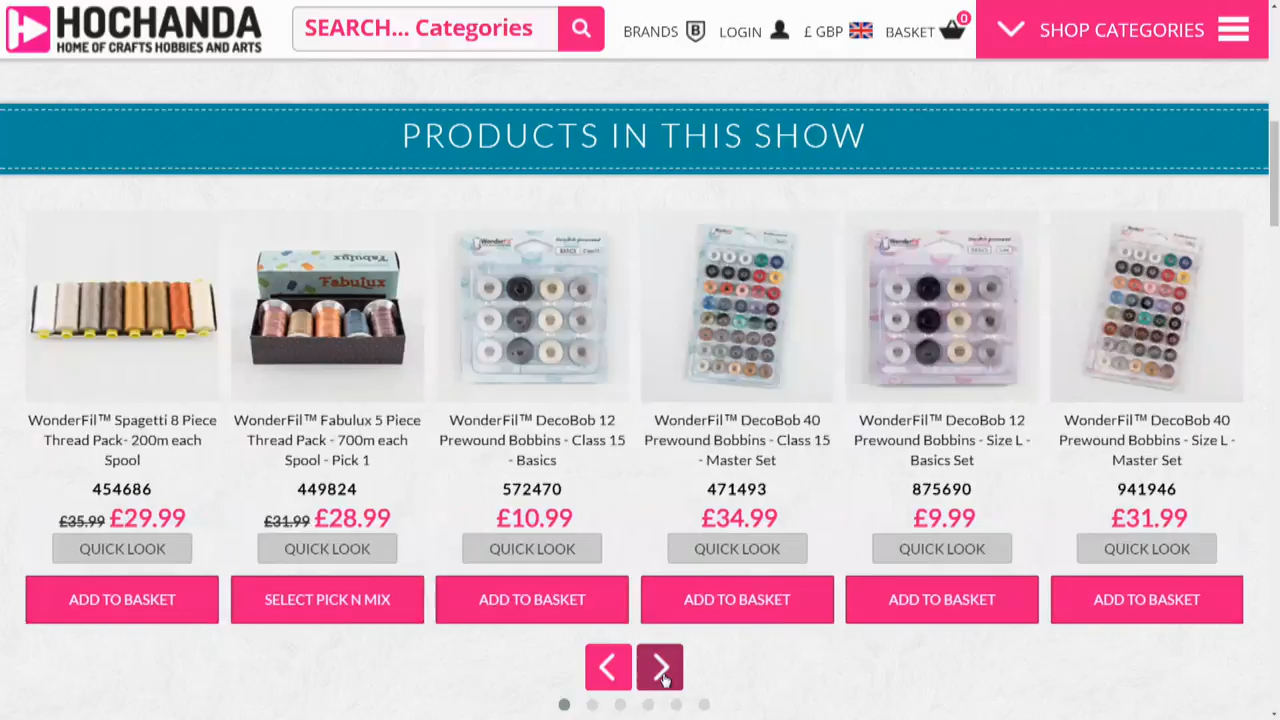 HOCHANDA
HOME OF CRAFTS HOBBIES AND ARTS
SEARCH... Categories
BRANDS B
LOGIN
£ GBP
BASKET
0
SHOP CATEGORIES
PRODUCTS IN THIS SHOW
WonderFil™ Spagetti 8 Piece
Thread Pack- 200m each
Spool
454686
£35.99 £29.99
QUICK LOOK
ADD TO BASKET
Fabulux
FABULUX
WonderFil™ Fabulux 5 Piece
Thread Pack - 700m each
Spool - Pick 1
449824
£31.99 £28.99
QUICK LOOK
SELECT PICK N MIX
WonderFil
BASICS
WonderFil™ DecoBob 12
Prewound Bobbins - Class 15
- Basics
572470
£10.99
QUICK LOOK
ADD TO BASKET
WonderFil™ DecoBob 40
Prewound Bobbins - Class 15
- Master Set
471493
£34.99
QUICK LOOK
ADD TO BASKET
WonderFil
BASICS
WonderFil™ DecoBob 12
Prewound Bobbins - Size L -
Basics Set
875690
£9.99
QUICK LOOK
ADD TO BASKET
WonderFil™ DecoBob 40
Prewound Bobbins - Size L -
Master Set
941946
£31.99
QUICK LOOK
ADD TO BASKET